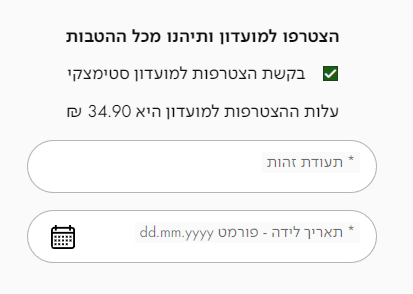 הצטרפו למועדון ותיהנו מכל ההטבות
בקשת הצטרפות למועדון סטימצקי
עלות ההצטרפות למועדון היא 34.90 ₪
* תעודת זהות
* תאריך לידה - פורמט dd.mm.yyyy